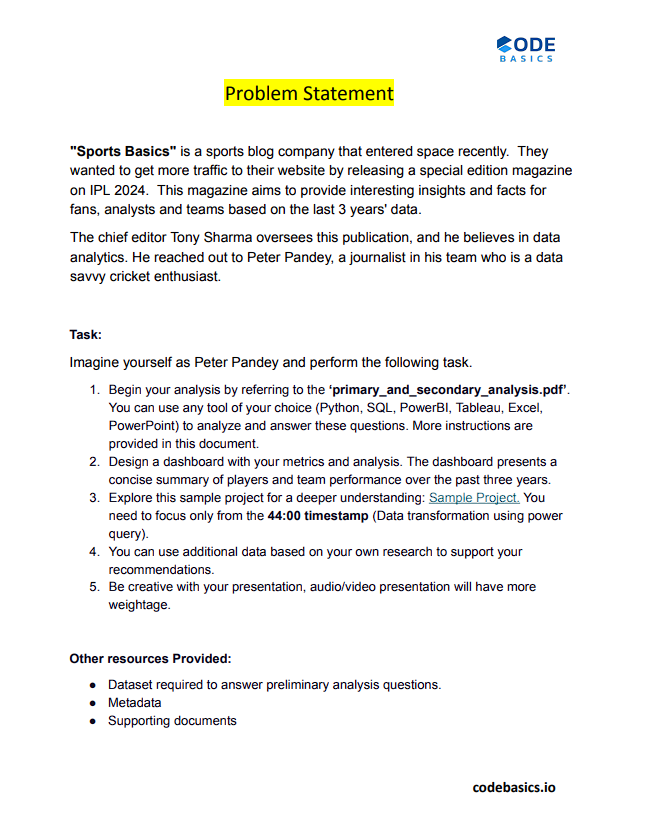 CODE
BASICS
Problem Statement
"Sports Basics" is a sports blog company that entered space recently. They
wanted to get more traffic to their website by releasing a special edition magazine
on IPL 2024. This magazine aims to provide interesting insights and facts for
fans, analysts and teams based on the last 3 years' data.
The chief editor Tony Sharma oversees this publication, and he believes in data
analytics. He reached out to Peter Pandey, a journalist in his team who is a data
savvy cricket enthusiast.
Task:
Imagine yourself as Peter Pandey and perform the following task.
1. Begin your analysis by referring to the ‘primary_and_secondary_analysis.pdf’.
You can use any tool of your choice (Python, SQL, PowerBI, Tableau, Excel,
PowerPoint) to analyze and answer these questions. More instructions are
provided in this document.
2. Design a dashboard with your metrics and analysis. The dashboard presents a
concise summary of players and team performance over the past three years.
3. Explore this sample project for a deeper understanding: Sample Project. You
need to focus only from the 44:00 timestamp (Data transformation using power
query).
4. You can use additional data based on your own research to support your
recommendations.
5. Be creative with your presentation, audio/video presentation will have more
weightage.
Other resources Provided:
● Dataset required to answer preliminary analysis questions.
● Metadata
● Supporting documents
codebasics.io